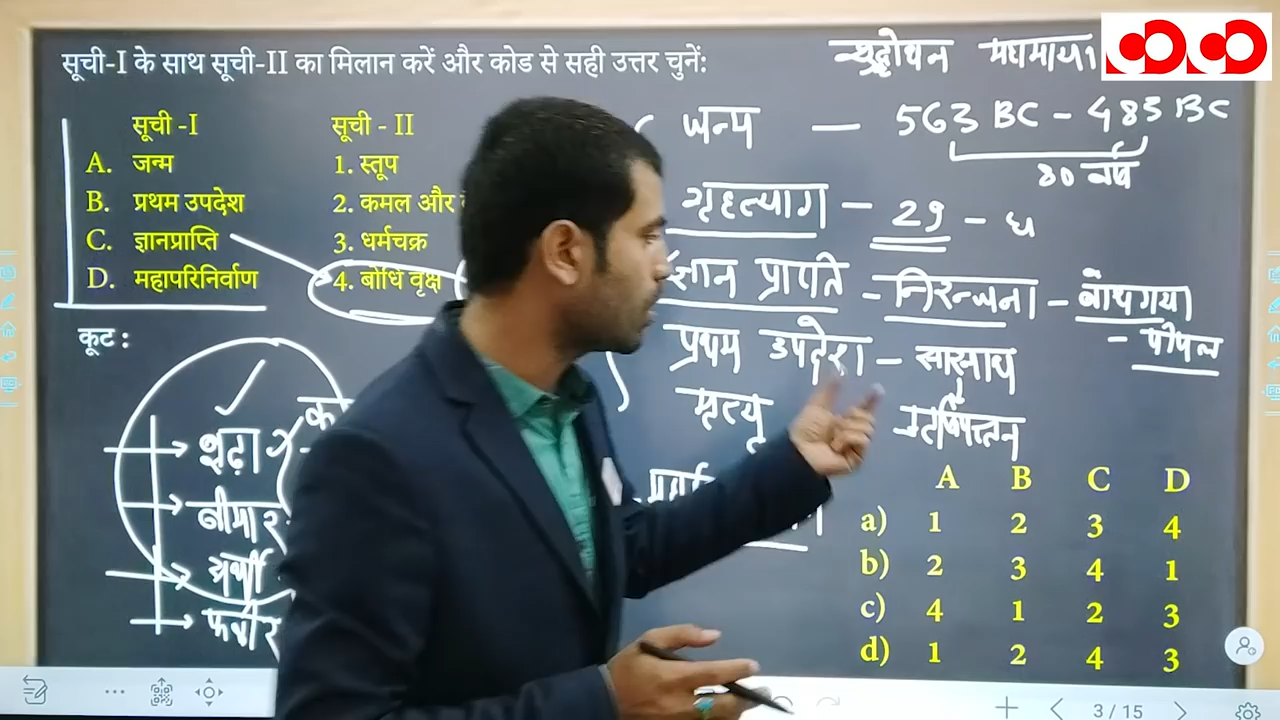 सूची-I के साथ सूची-II का मिलान करें और कोड से सही उत्तर चुनें:
सूची -I सूची - II
A. जन्म 1. स्तूप
B. प्रथम उपदेश 2. कमल और
C. ज्ञानप्राप्ति 3. धर्मचक्र
D. महापरिनिर्वाण 4. बोधि वृक्ष
कूट :
जन्म — 563 BC - 483 BC
80 वर्ष
गृहत्याग — 29 -
ज्ञान प्राप्ति - निरन्जना - बोधगया
- पीपल
प्रथम उपदेश -
मृत्यु
A B C D
a) 1 2 3 4
b) 2 3 4 1
c) 4 1 2 3
d) 1 2 4 3
3 / 15